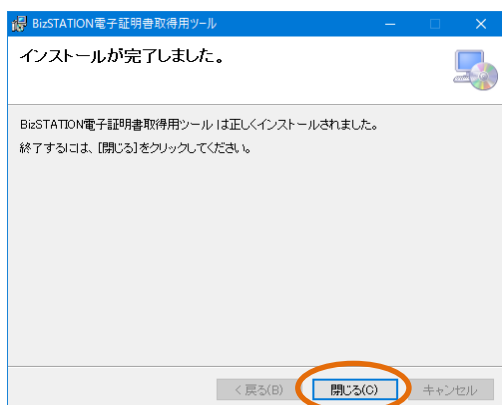 BizSTATION電子証明書取得用ツール
インストールが完了しました。
BizSTATION電子証明書取得用ツール は正しくインストールされました。
終了するには、[閉じる]をクリックしてください。
< 戻る(B) 閉じる(C) キャンセル